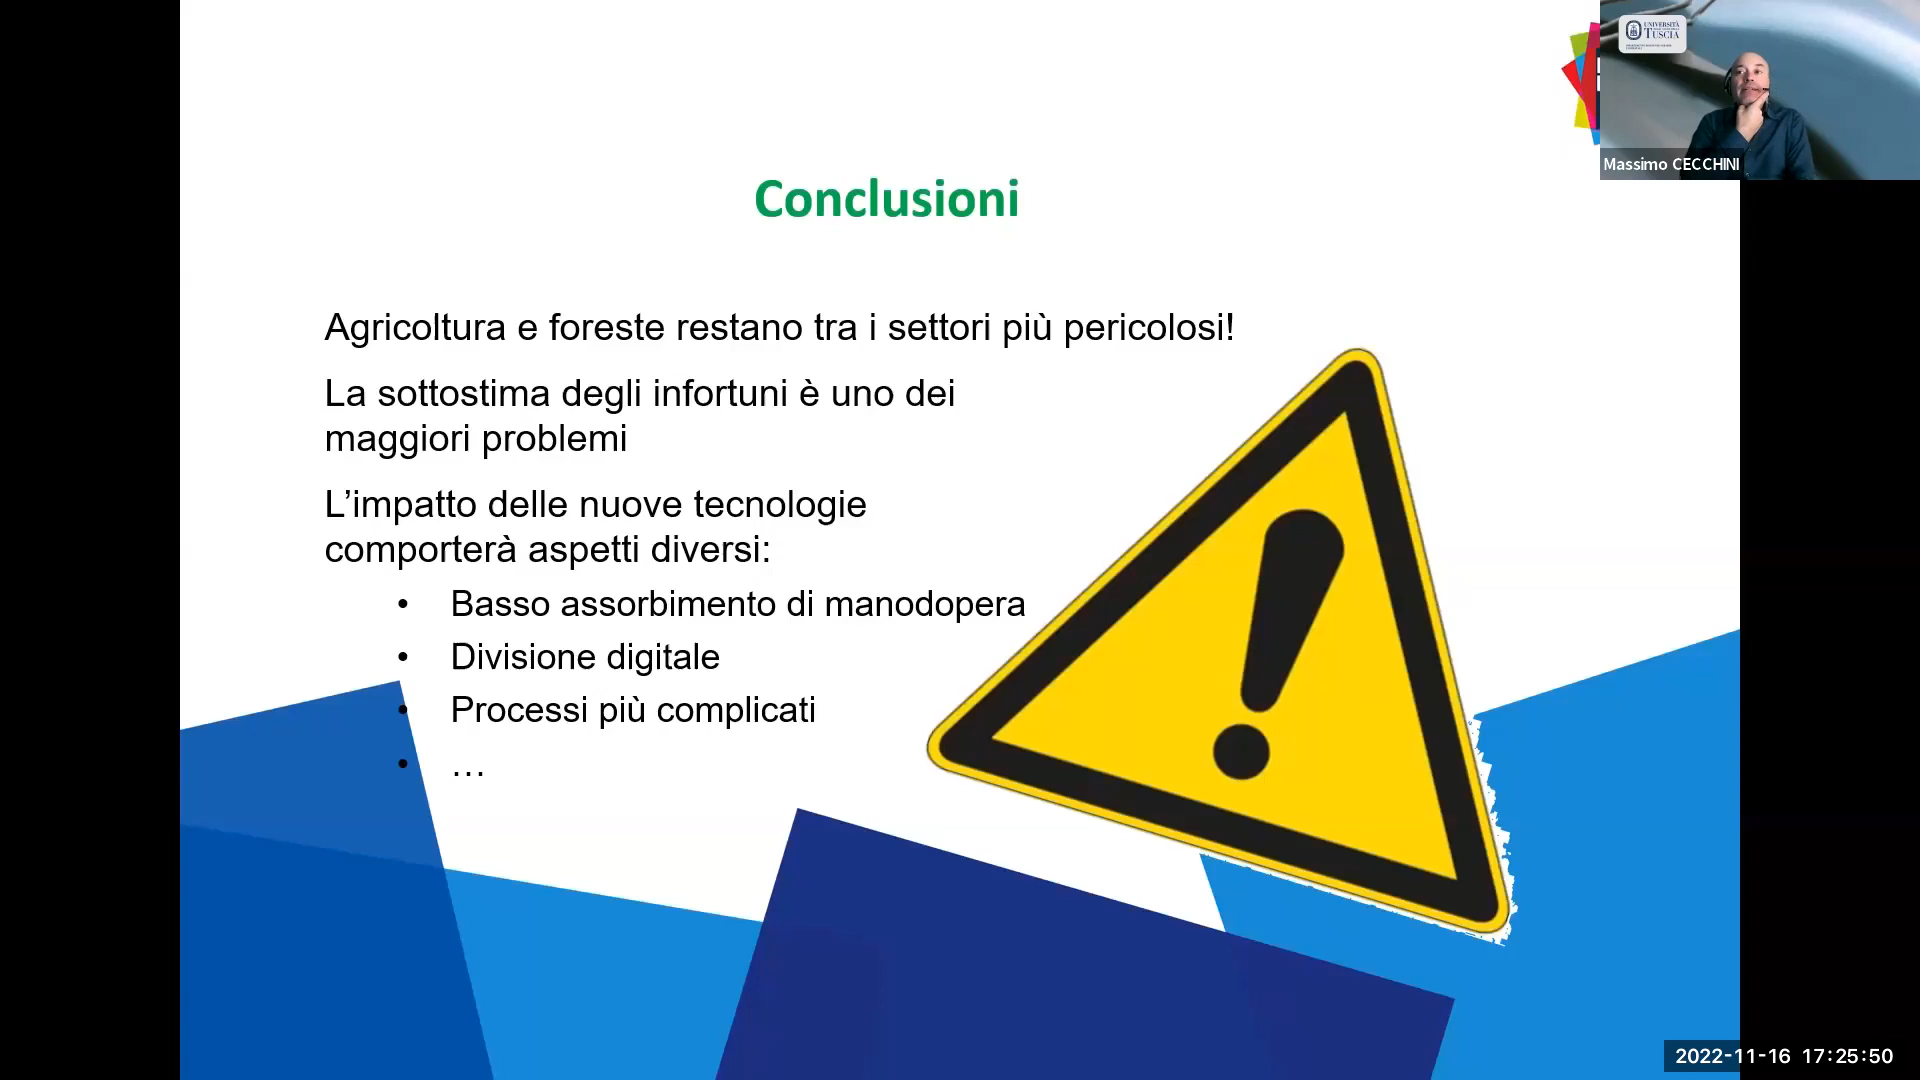 UNIVERSITÀ
TUSCIA
Massimo CECCHINI
Conclusioni
Agricoltura e foreste restano tra i settori più pericolosi!
La sottostima degli infortuni è uno dei
maggiori problemi
L’impatto delle nuove tecnologie
comporterà aspetti diversi:
• Basso assorbimento di manodopera
• Divisione digitale
• Processi più complicati
• …
2022-11-16 17:25:50